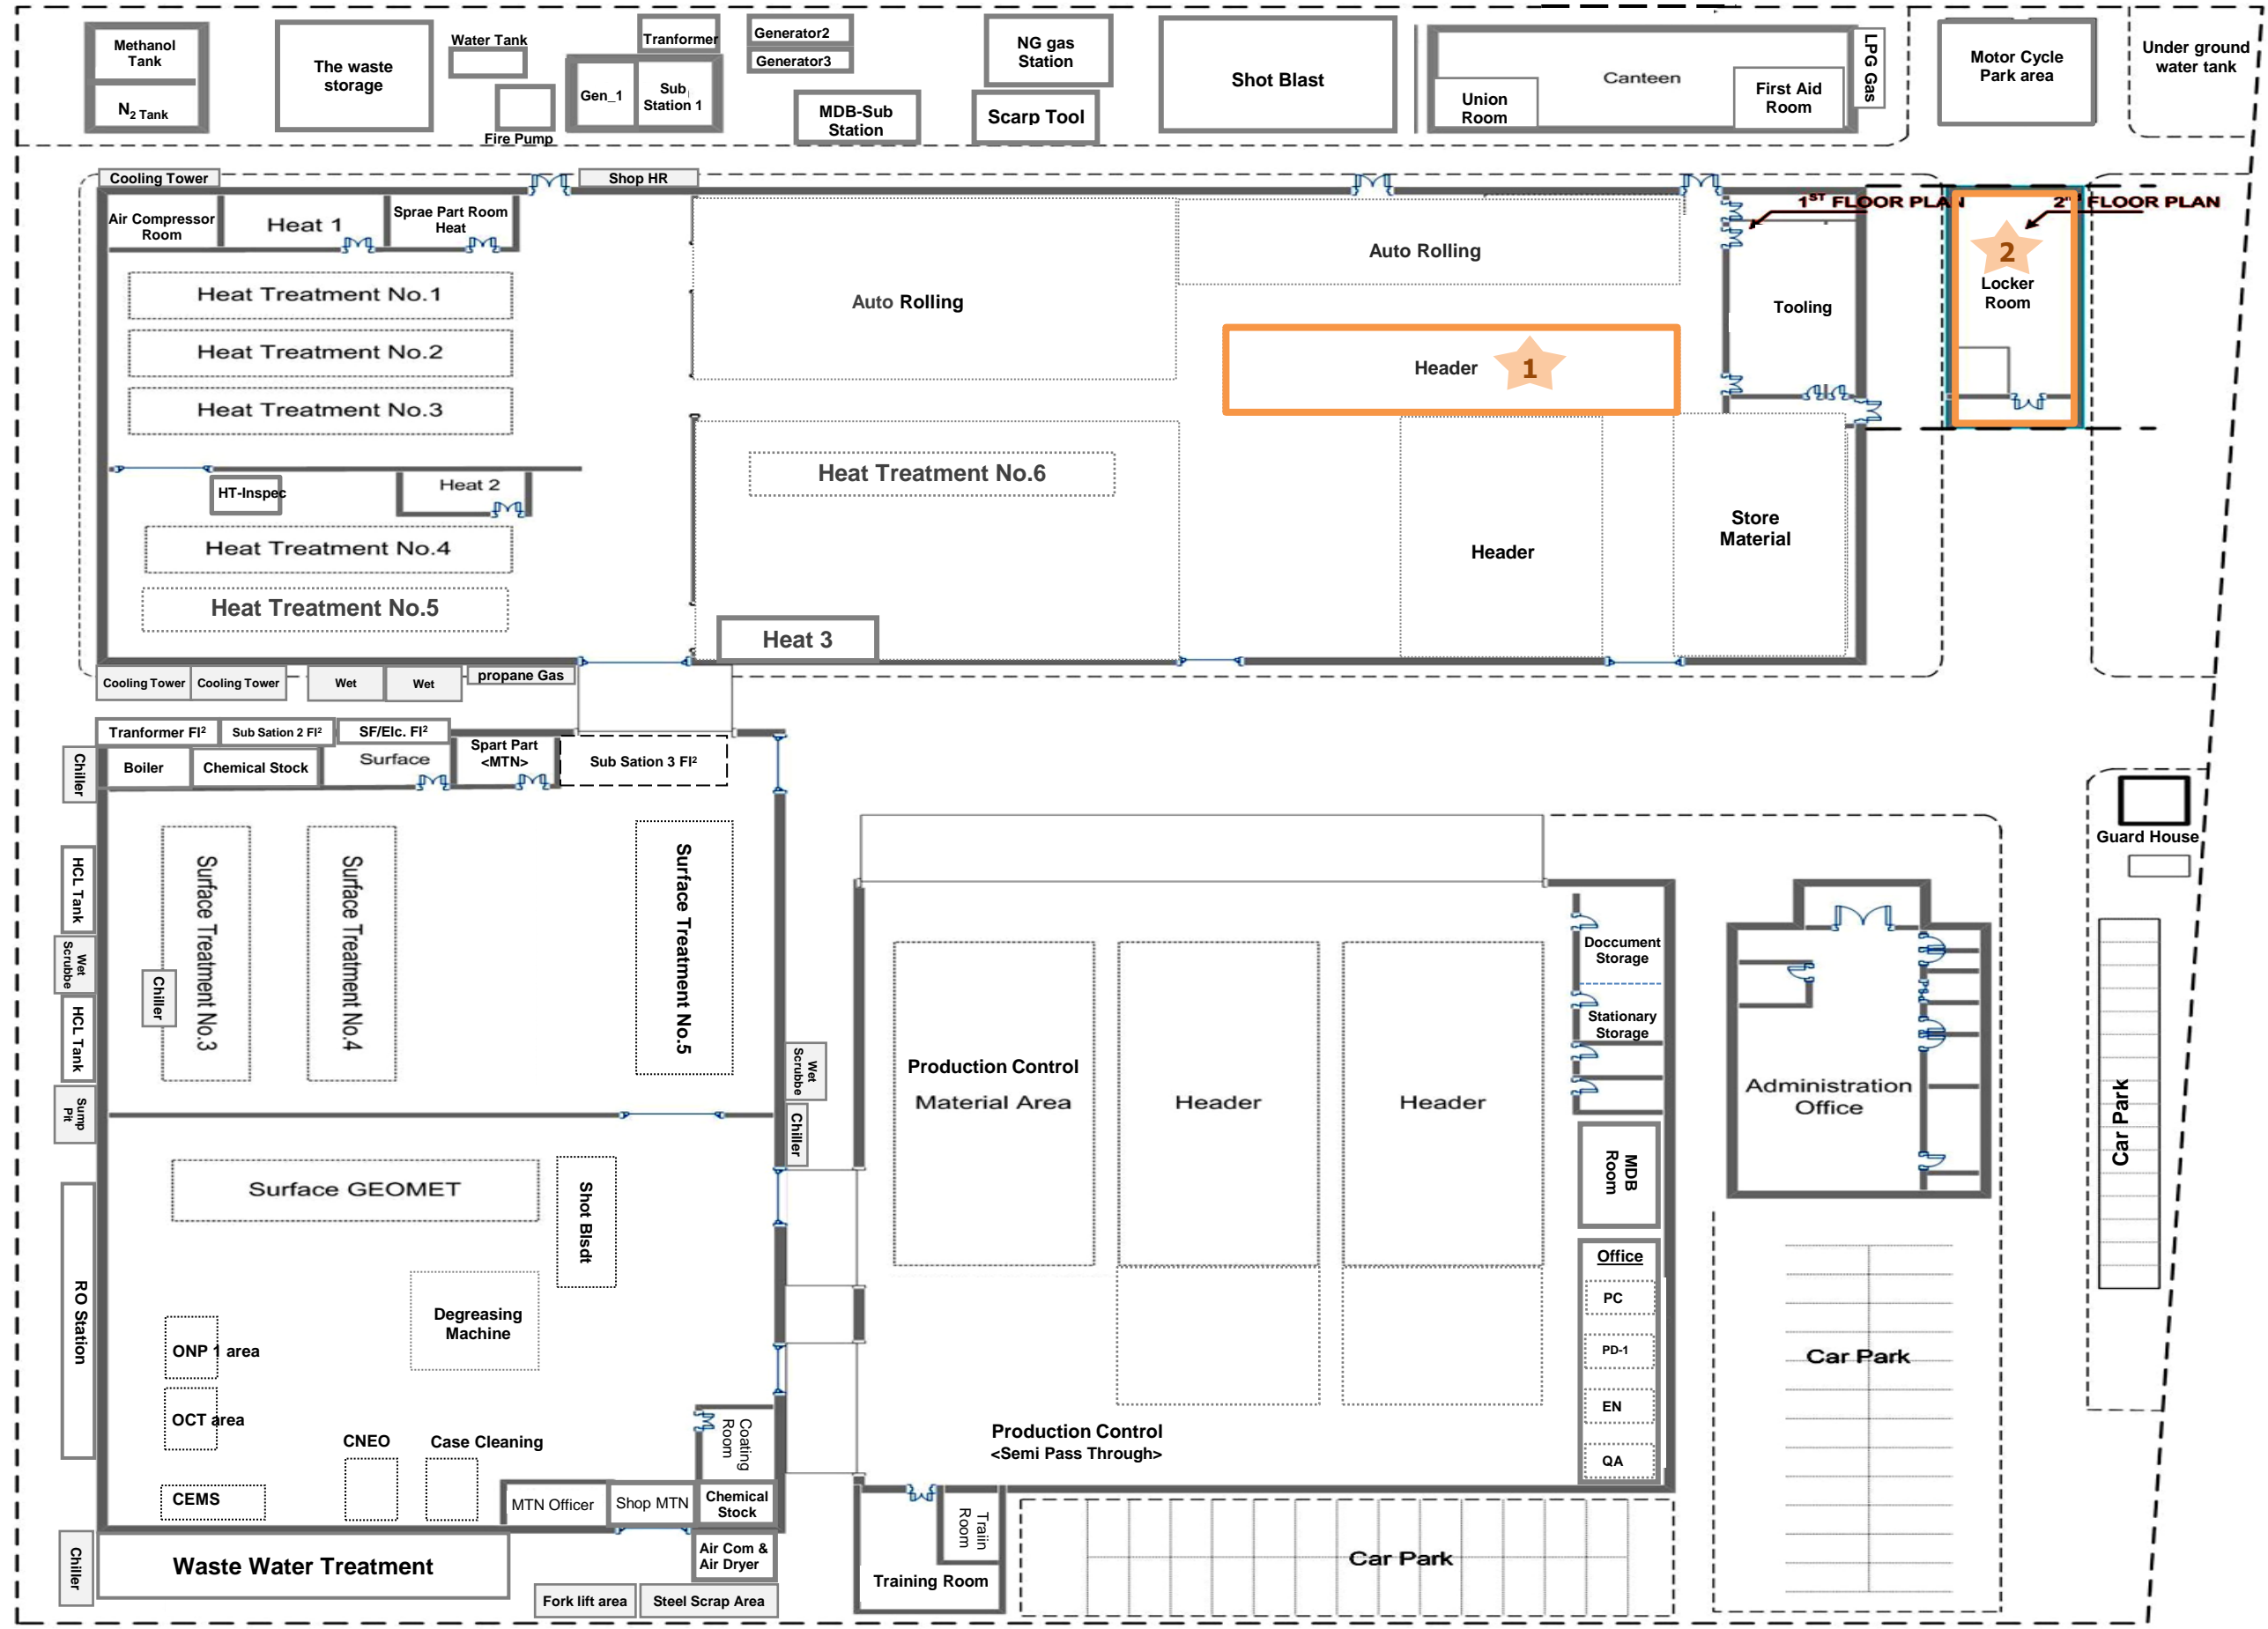 Methanol
Tank
N2 Tank
The waste
storage
Water Tank
Fire Pump
Tranformer
Gen_1
Sub
Station 1
Generator2
Generator3
MDB-Sub
Station
NG gas
Station
Scarp Tool
Shot Blast
Canteen
Union
Room
First Aid
Room
LPG Gas
Motor Cycle
Park area
Under ground
water tank
Cooling Tower
Shop HR
Air Compressor
Room
Heat 1
Sprae Part Room
Heat
Heat Treatment No.1
Heat Treatment No.2
Heat Treatment No.3
HT-Inspec
Heat 2
Heat Treatment No.4
Heat Treatment No.5
Auto Rolling
Auto Rolling
Header
1
Tooling
1ST FLOOR PLAN
2ND FLOOR PLAN
2
Locker
Room
Heat Treatment No.6
Heat 3
Header
Store
Material
Cooling Tower
Cooling Tower
Wet
Wet
propane Gas
Tranformer Fl2
Sub Sation 2 Fl2
SF/Elc. Fl2
Chiller
Boiler
Chemical Stock
Surface
Spart Part
<MTN>
Sub Sation 3 Fl2
HCL Tank
Wet
Scrubbe
HCL Tank
Sump
Pit
Surface Treatment No.3
Chiller
Surface Treatment No.4
Surface Treatment No.5
Wet
Scrubbe
Chiller
Surface GEOMET
Shot Blsdt
Degreasing
Machine
RO Station
ONP 1 area
OCT area
CEMS
CNEO
Case Cleaning
Coating
Room
MTN Officer
Shop MTN
Chemical
Stock
Chiller
Waste Water Treatment
Air Com &
Air Dryer
Fork lift area
Steel Scrap Area
Production Control
Material Area
Header
Header
Doccument
Storage
Stationary
Storage
MDB
Room
Office
PC
PD-1
EN
QA
Production Control
<Semi Pass Through>
Train
Room
Training Room
Car Park
Administration
Office
Car Park
Guard House
Car Park